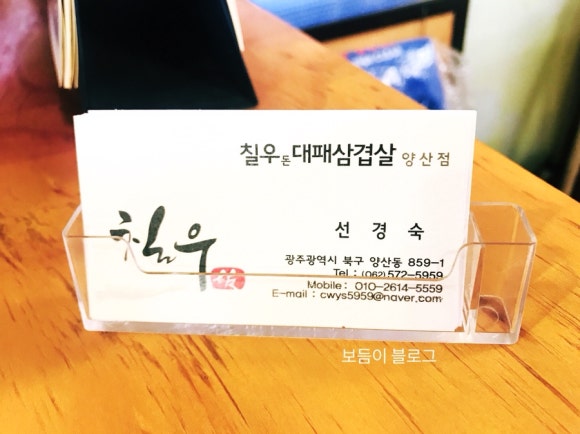 칠우돈대패삼겹살 양산점
칠우
선 경 숙
광주광역시 북구 양산동 859-1
Tel : (062)572-5959
Mobile : 010-2614-5559
E-mail : cwys5959@naver.com
보듬이 블로그